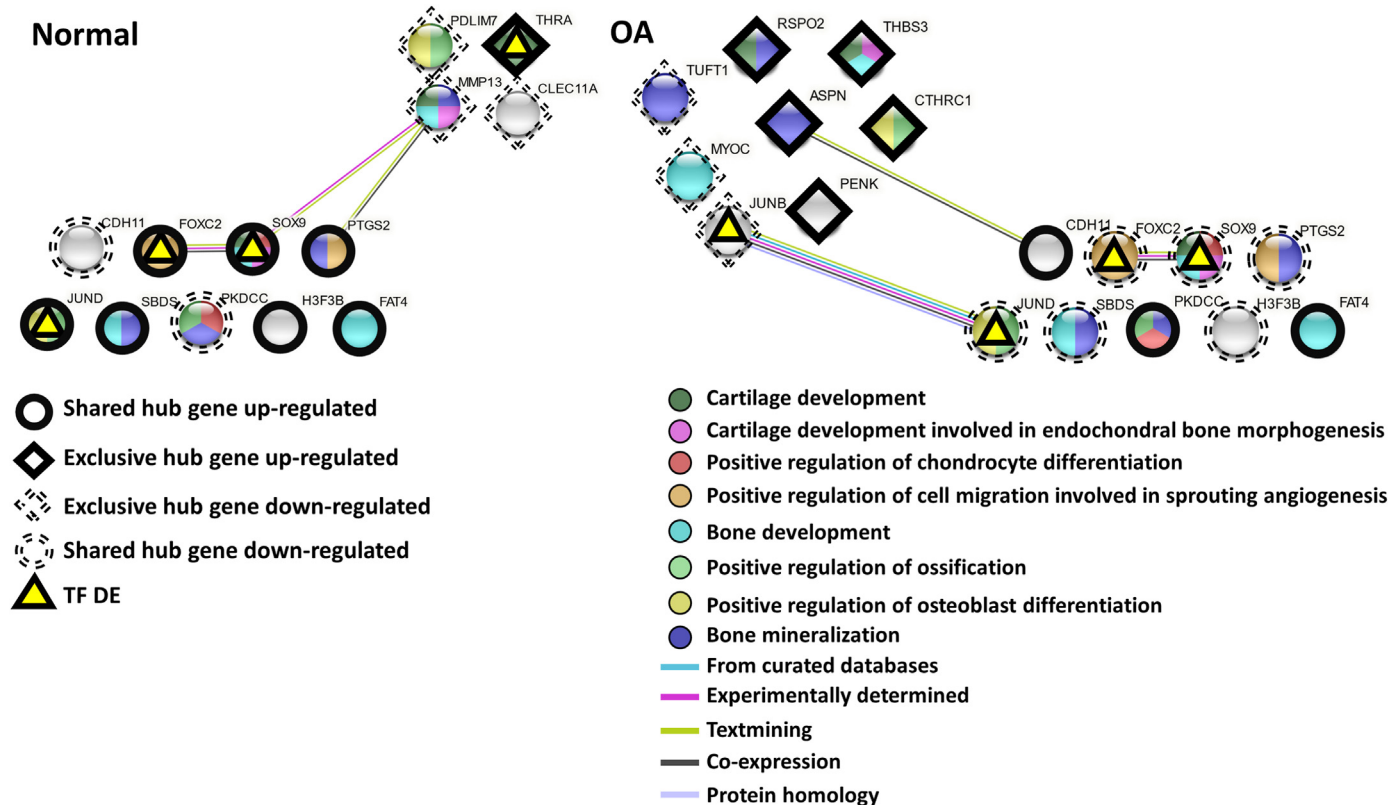 Normal
PDLIM7
THRA
MMP13
CLEC11A
CDH11
FOXC2
SOX9
PTGS2
JUND
SBDS
PKDCC
H3F3B
FAT4
OA
RSPO2
THBS3
TUFT1
ASPN
CTHRC1
MYOC
PENK
JUNB
CDH11
FOXC2
SOX9
PTGS2
JUND
SBDS
PKDCC
H3F3B
FAT4
Shared hub gene up-regulated
Exclusive hub gene up-regulated
Exclusive hub gene down-regulated
Shared hub gene down-regulated
TF DE
Cartilage development
Cartilage development involved in endochondral bone morphogenesis
Positive regulation of chondrocyte differentiation
Positive regulation of cell migration involved in sprouting angiogenesis
Bone development
Positive regulation of ossification
Positive regulation of osteoblast differentiation
Bone mineralization
From curated databases
Experimentally determined
Textmining
Co-expression
Protein homology